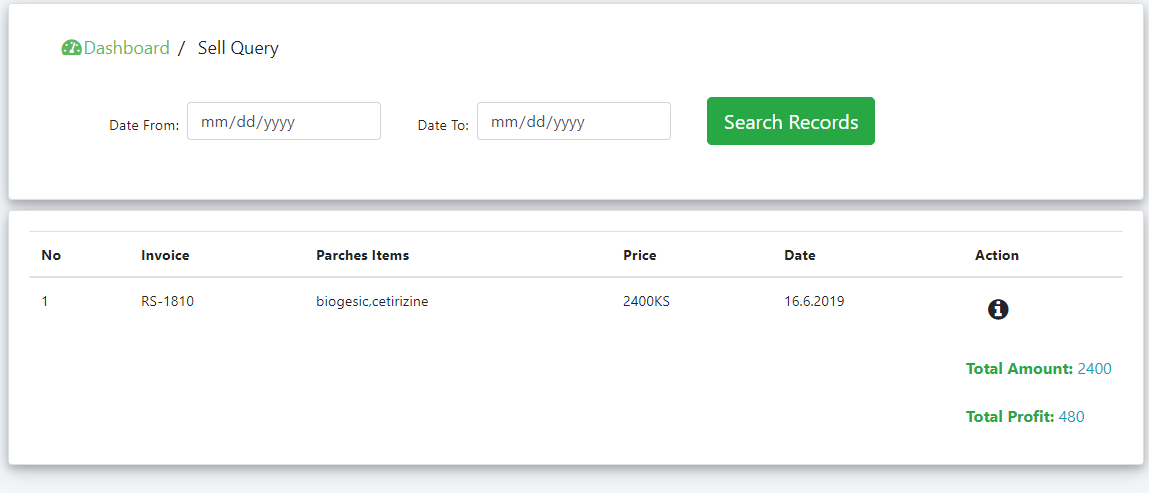 Dashboard / Sell Query
Date From: mm/dd/yyyy Date To: mm/dd/yyyy Search Records
No Invoice Parches Items Price Date Action
1 RS-1810 biogesic,cetirizine 2400KS 16.6.2019
Total Amount: 2400
Total Profit: 480